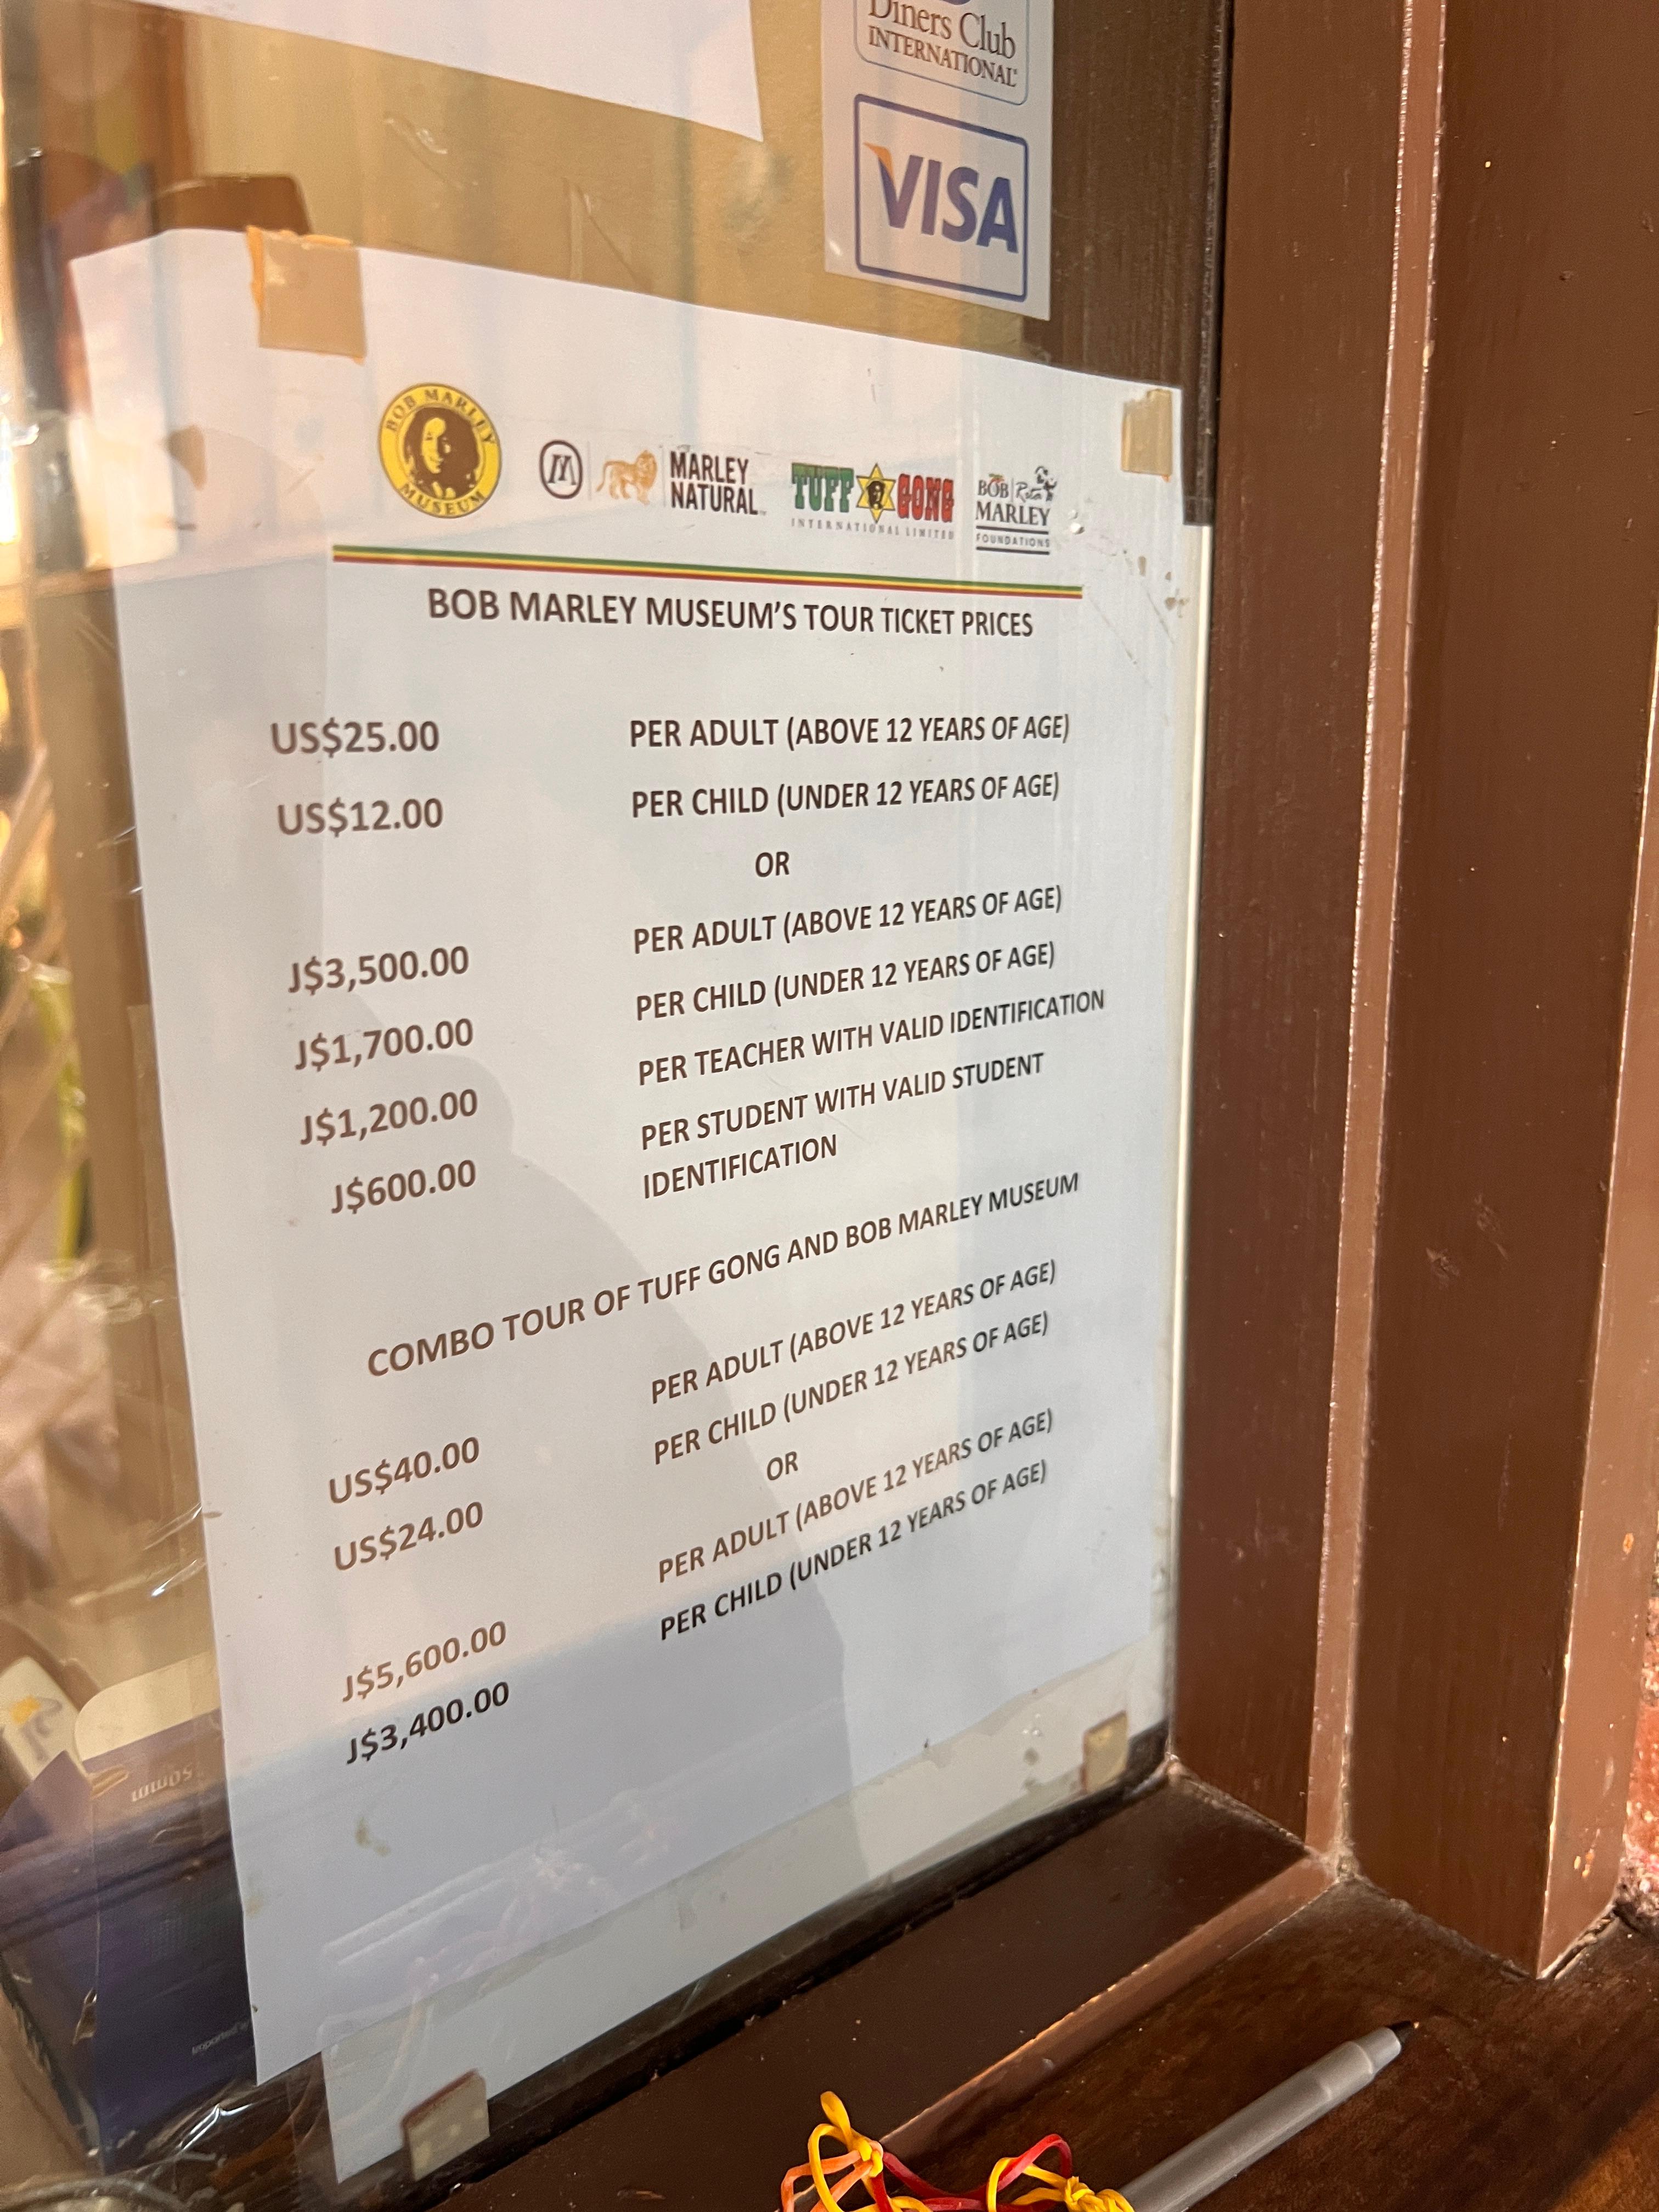 Diners Club
INTERNATIONAL®
VISA
BOB MARLEY
MUSEUM
M
MARLEY
NATURAL™
TUFF GONG
INTERNATIONAL LIMITED
BOB Rita
MARLEY
FOUNDATIONS
BOB MARLEY MUSEUM'S TOUR TICKET PRICES
US$25.00 PER ADULT (ABOVE 12 YEARS OF AGE)
US$12.00 PER CHILD (UNDER 12 YEARS OF AGE)
OR
J$3,500.00 PER ADULT (ABOVE 12 YEARS OF AGE)
J$1,700.00 PER CHILD (UNDER 12 YEARS OF AGE)
J$1,200.00 PER TEACHER WITH VALID IDENTIFICATION
J$600.00 PER STUDENT WITH VALID STUDENT
IDENTIFICATION
COMBO TOUR OF TUFF GONG AND BOB MARLEY MUSEUM
US$40.00 PER ADULT (ABOVE 12 YEARS OF AGE)
US$24.00 PER CHILD (UNDER 12 YEARS OF AGE)
OR
J$5,600.00 PER ADULT (ABOVE 12 YEARS OF AGE)
J$3,400.00 PER CHILD (UNDER 12 YEARS OF AGE)